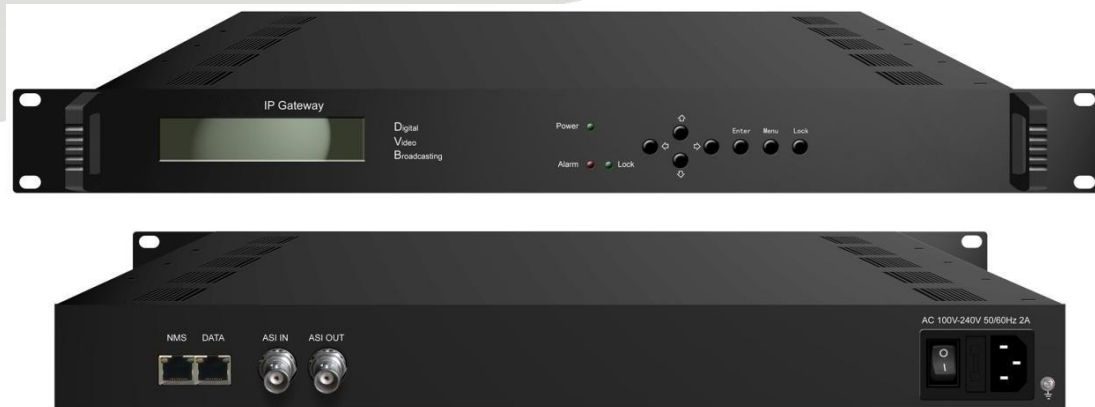 IP Gateway
Digital
Video
Broadcasting
Power
Alarm
Lock
Enter
Menu
Lock
NMS
DATA
ASI IN
ASI OUT
AC 100V-240V 50/60Hz 2A
O
I